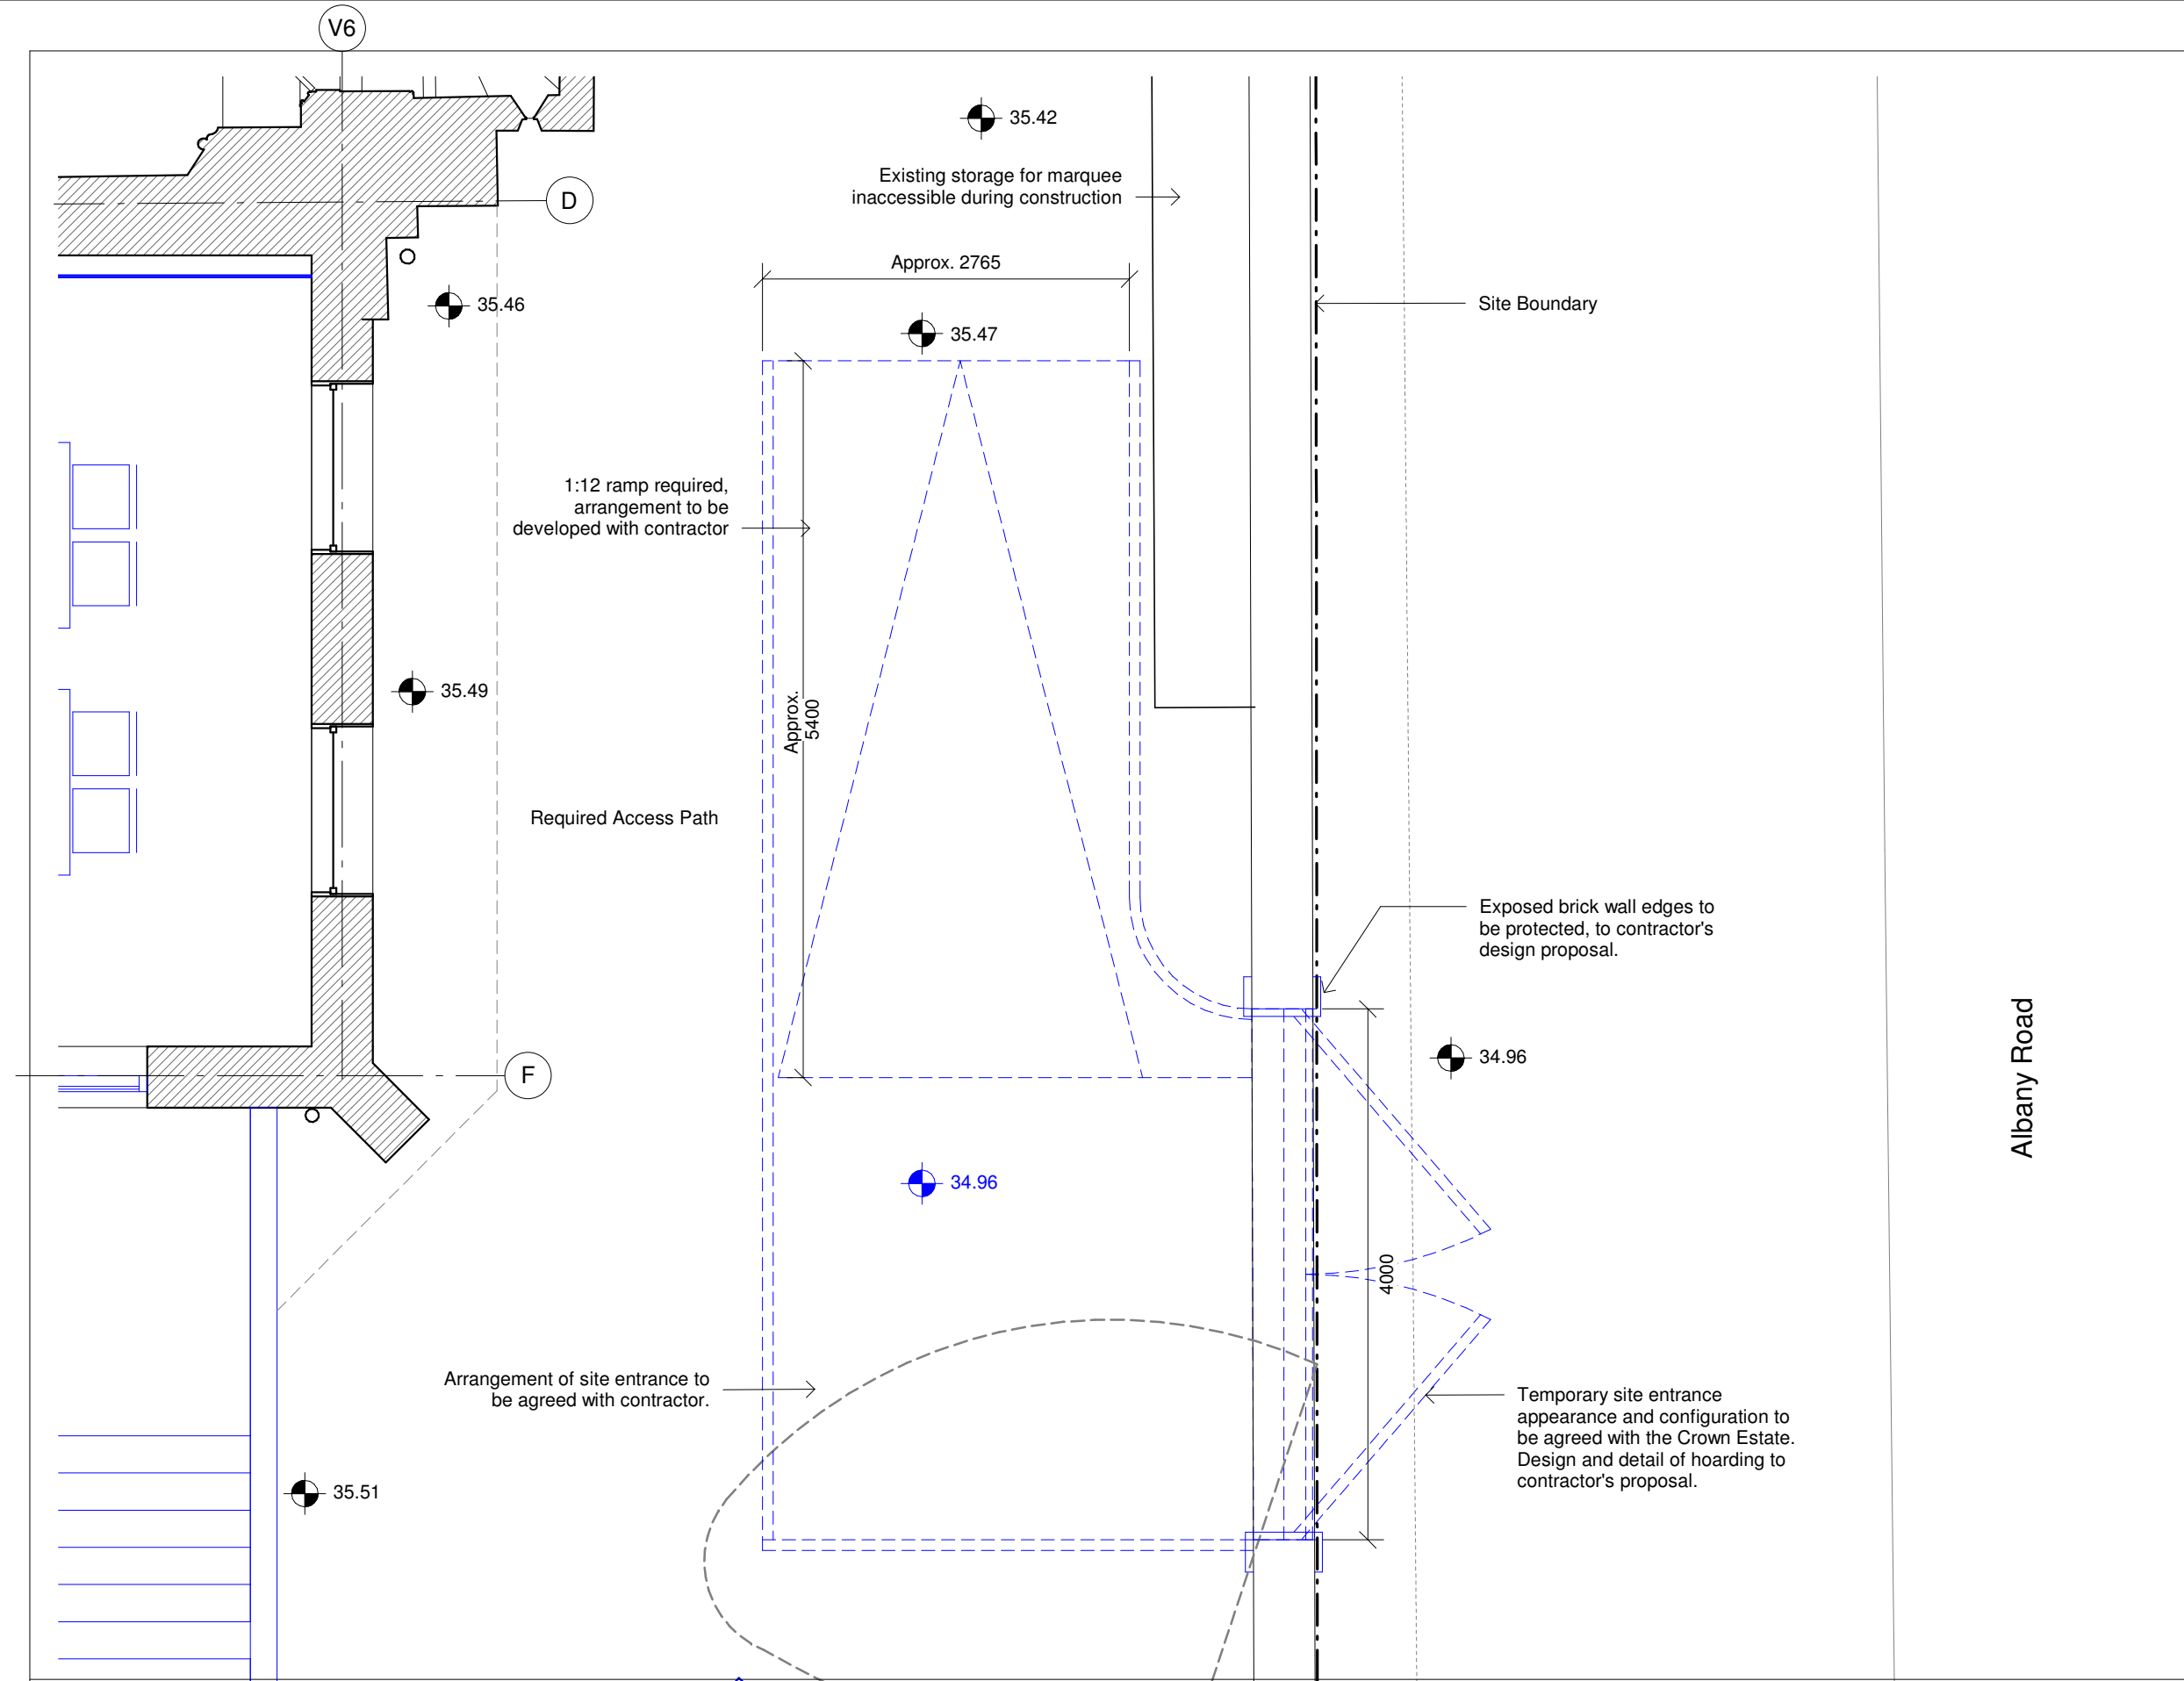 V6
35.42
Existing storage for marquee
inaccessible during construction
D
Approx. 2765
35.46
Site Boundary
35.47
1:12 ramp required,
arrangement to be
developed with contractor
35.49
Approx.
5400
Required Access Path
Exposed brick wall edges to
be protected, to contractor's
design proposal.
34.96
F
Albany Road
34.96
4000
Arrangement of site entrance to
be agreed with contractor.
Temporary site entrance
appearance and configuration to
be agreed with the Crown Estate.
Design and detail of hoarding to
contractor's proposal.
35.51